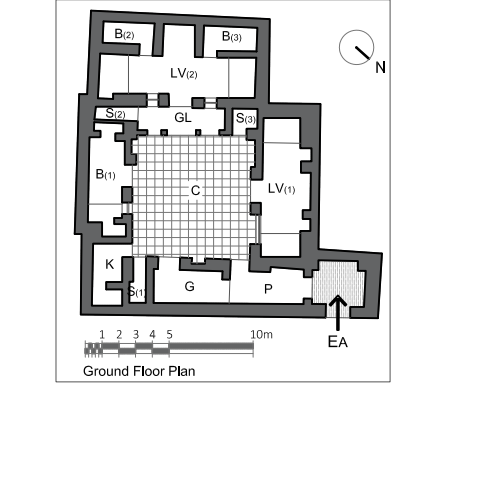 B(2)
B(3)
N
LV(2)
S(2)
GL
S(3)
B(1)
C
LV(1)
K
S(1)
G
P
1 2 3 4 5 10m
EA
Ground Floor Plan